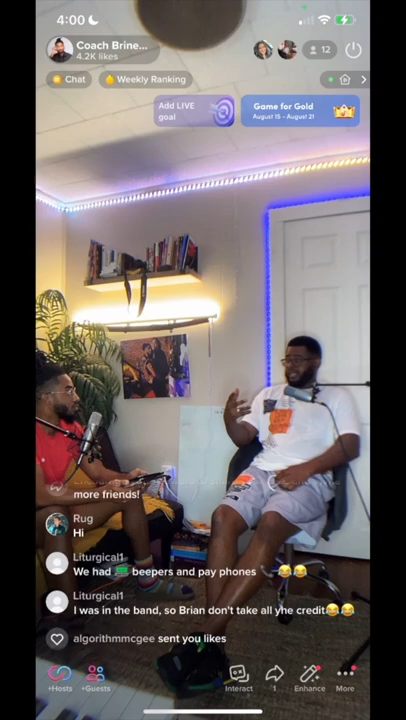 4:00
Coach Brine...
4.2K likes
12
Chat
Weekly Ranking
Add LIVE
goal
Game for Gold
August 15 - August 21
more friends!
Rug
Hi
Liturgical1
We had 📟 beepers and pay phones 😂😂
Liturgical1
I was in the band, so Brian don't take all yhe credit😂😂
algorithmmcgee sent you likes
+Hosts
+Guests
Interact
1
Enhance
More